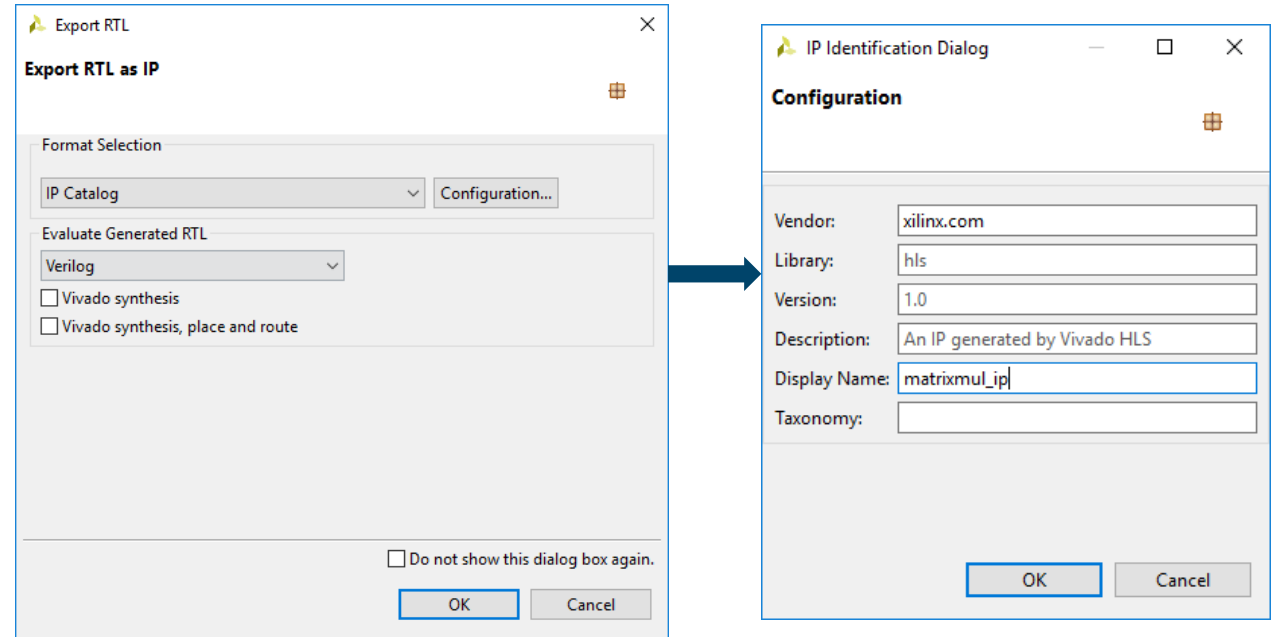 Export RTL
Export RTL as IP
Format Selection
IP Catalog
Configuration...
Evaluate Generated RTL
Verilog
Vivado synthesis
Vivado synthesis, place and route
Do not show this dialog box again.
OK Cancel
IP Identification Dialog
Configuration
Vendor: xilinx.com
Library: hls
Version: 1.0
Description: An IP generated by Vivado HLS
Display Name: matrixmul_ip
Taxonomy:
OK Cancel